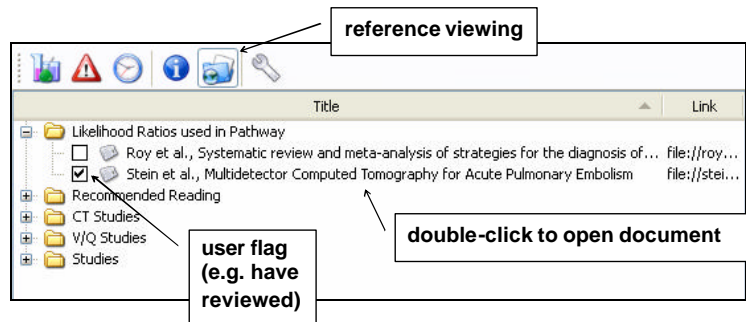 reference viewing
Title Link
Likelihood Ratios used in Pathway
Roy et al., Systematic review and meta-analysis of strategies for the diagnosis of... file://roy...
Stein et al., Multidetector Computed Tomography for Acute Pulmonary Embolism file://stei...
Recommended Reading
CT Studies
V/Q Studies
Studies
user flag
(e.g. have
reviewed)
double-click to open document